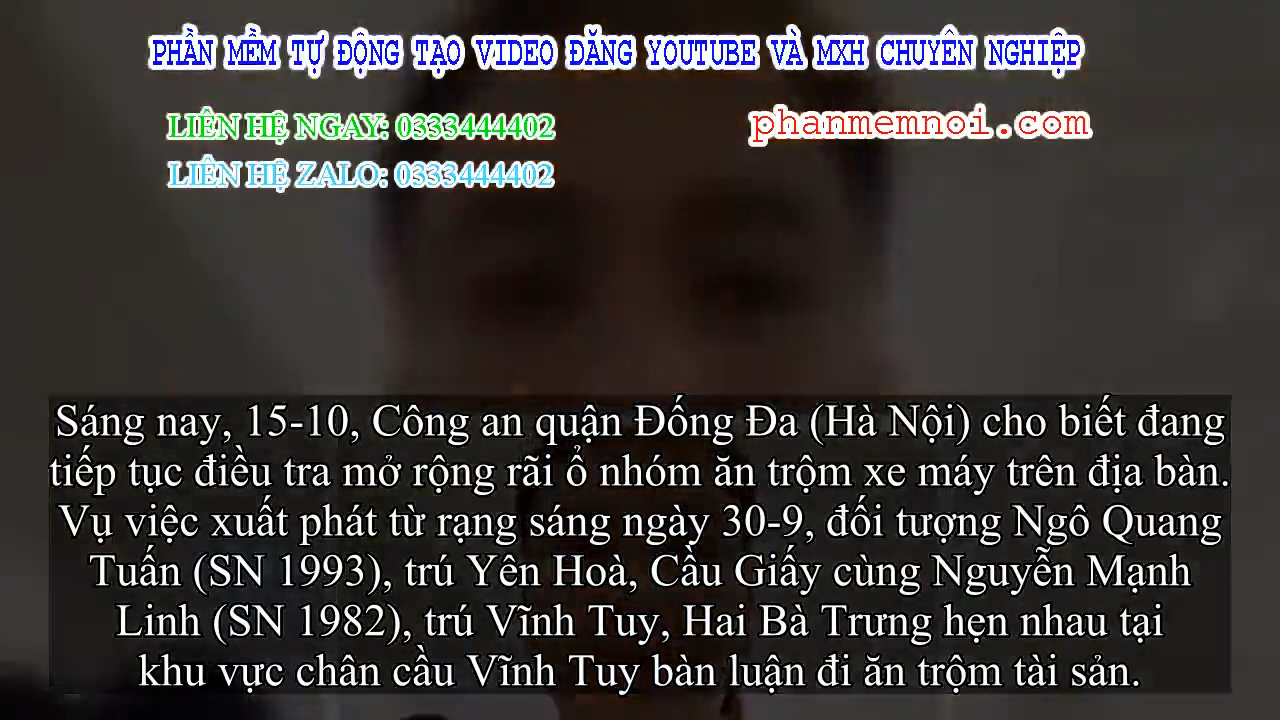 PHẦN MỀM TỰ ĐỘNG TẠO VIDEO ĐĂNG YOUTUBE VÀ MXH CHUYÊN NGHIỆP
LIÊN HỆ NGAY: 0333444402
phanmemnoi.com
LIÊN HỆ ZALO: 0333444402
Sáng nay, 15-10, Công an quận Đống Đa (Hà Nội) cho biết đang
tiếp tục điều tra mở rộng rãi ổ nhóm ăn trộm xe máy trên địa bàn.
Vụ việc xuất phát từ rạng sáng ngày 30-9, đối tượng Ngô Quang
Tuấn (SN 1993), trú Yên Hoà, Cầu Giấy cùng Nguyễn Mạnh
Linh (SN 1982), trú Vĩnh Tuy, Hai Bà Trưng hẹn nhau tại
khu vực chân cầu Vĩnh Tuy bàn luận đi ăn trộm tài sản.